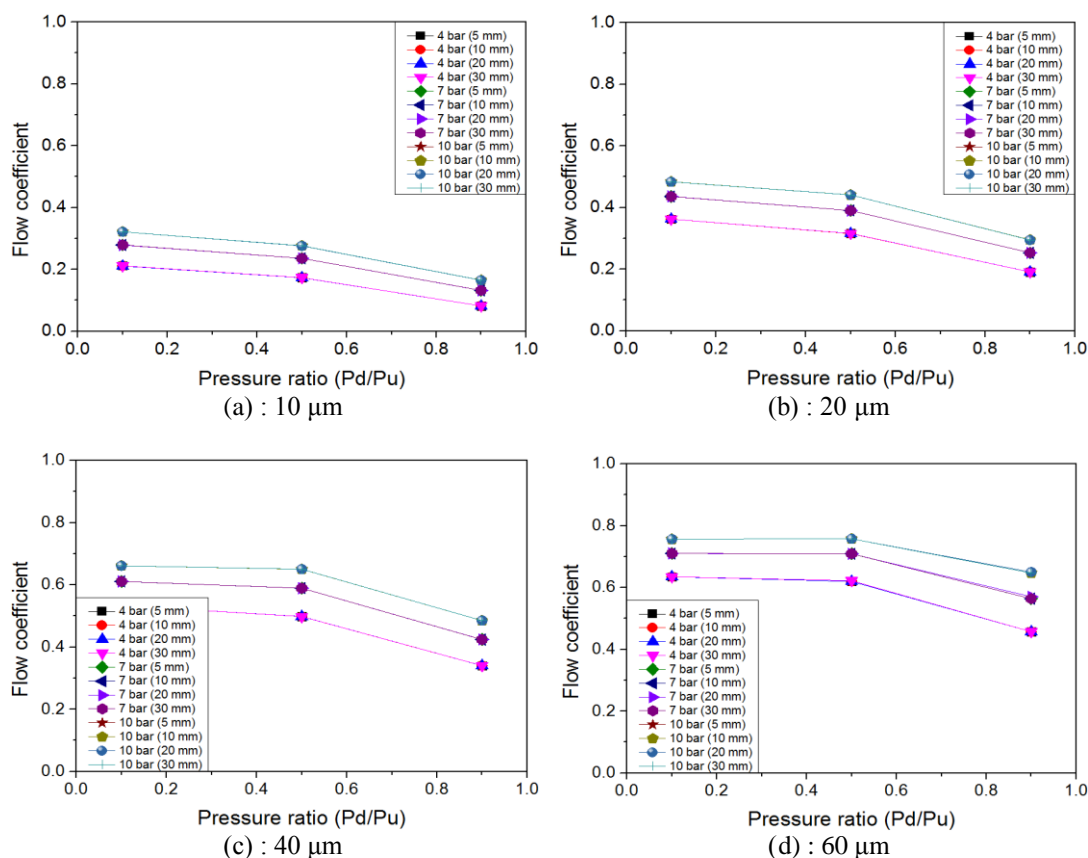 1.0
0.8
0.6
0.4
0.2
0.0
Flow coefficient
4 bar (5 mm)
4 bar (10 mm)
4 bar (20 mm)
4 bar (30 mm)
7 bar (5 mm)
7 bar (10 mm)
7 bar (20 mm)
7 bar (30 mm)
10 bar (5 mm)
10 bar (10 mm)
10 bar (20 mm)
10 bar (30 mm)
0.0 0.2 0.4 0.6 0.8 1.0
Pressure ratio (Pd/Pu)
(a) : 10 μm
1.0
0.8
0.6
0.4
0.2
0.0
Flow coefficient
4 bar (5 mm)
4 bar (10 mm)
4 bar (20 mm)
4 bar (30 mm)
7 bar (5 mm)
7 bar (10 mm)
7 bar (20 mm)
7 bar (30 mm)
10 bar (5 mm)
10 bar (10 mm)
10 bar (20 mm)
10 bar (30 mm)
0.0 0.2 0.4 0.6 0.8 1.0
Pressure ratio (Pd/Pu)
(b) : 20 μm
1.0
0.8
0.6
0.4
0.2
0.0
Flow coefficient
4 bar (5 mm)
4 bar (10 mm)
4 bar (20 mm)
4 bar (30 mm)
7 bar (5 mm)
7 bar (10 mm)
7 bar (20 mm)
7 bar (30 mm)
10 bar (5 mm)
10 bar (10 mm)
10 bar (20 mm)
10 bar (30 mm)
0.0 0.2 0.4 0.6 0.8 1.0
Pressure ratio (Pd/Pu)
(c) : 40 μm
1.0
0.8
0.6
0.4
0.2
0.0
Flow coefficient
4 bar (5 mm)
4 bar (10 mm)
4 bar (20 mm)
4 bar (30 mm)
7 bar (5 mm)
7 bar (10 mm)
7 bar (20 mm)
7 bar (30 mm)
10 bar (5 mm)
10 bar (10 mm)
10 bar (20 mm)
10 bar (30 mm)
0.0 0.2 0.4 0.6 0.8 1.0
Pressure ratio (Pd/Pu)
(d) : 60 μm